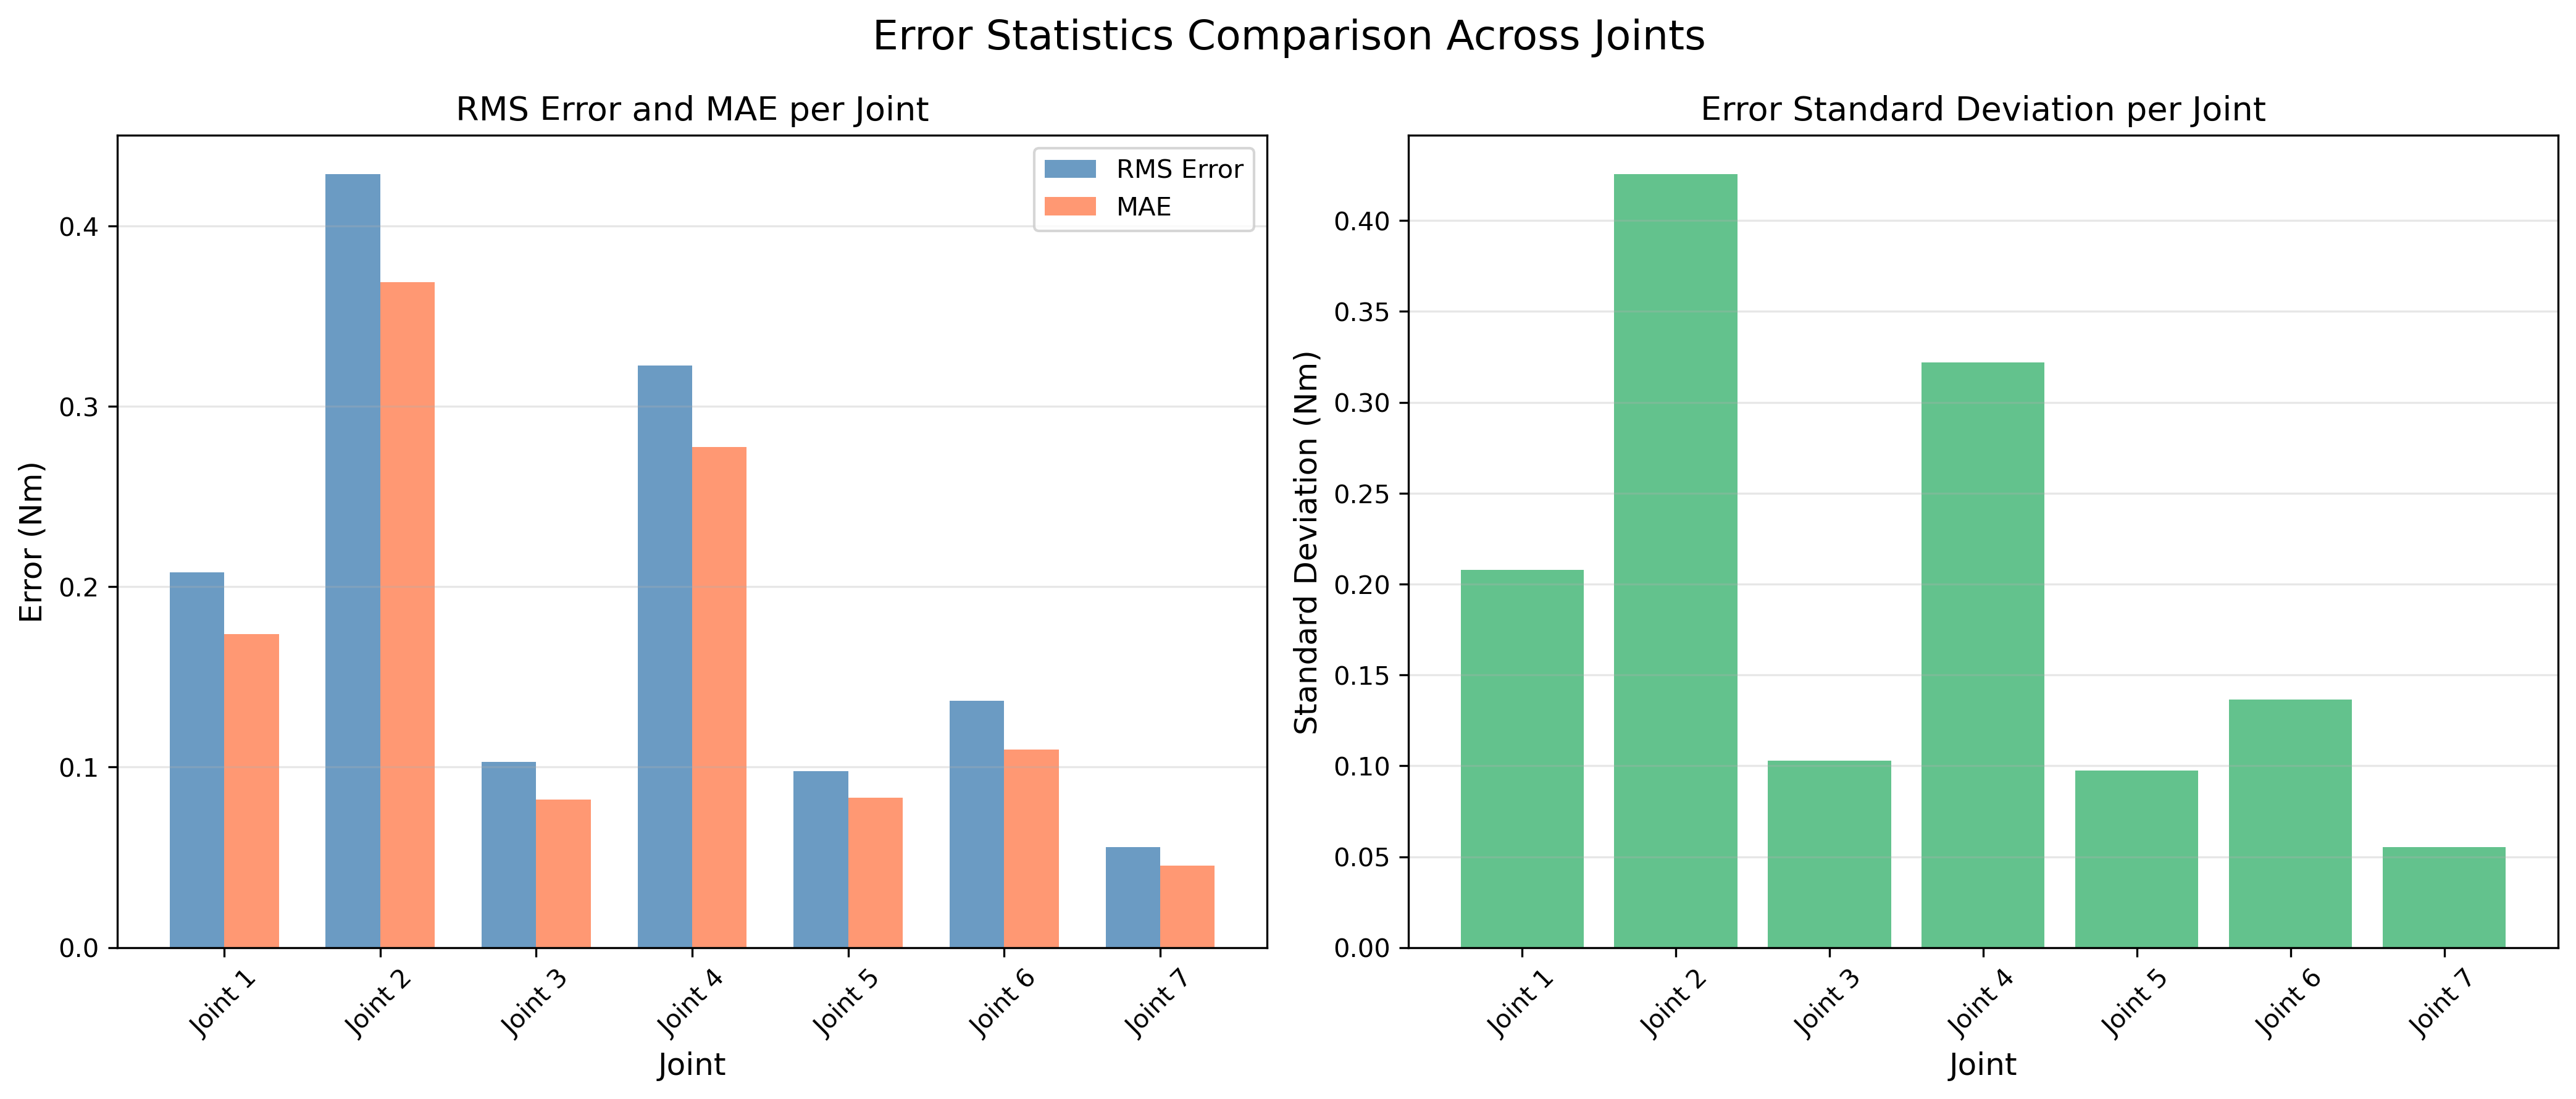 Error Statistics Comparison Across Joints
RMS Error and MAE per Joint
Error (Nm)
0.4
0.3
0.2
0.1
0.0
RMS Error
MAE
Joint 1
Joint 2
Joint 3
Joint 4
Joint 5
Joint 6
Joint 7
Joint
Error Standard Deviation per Joint
Standard Deviation (Nm)
0.40
0.35
0.30
0.25
0.20
0.15
0.10
0.05
0.00
Joint 1
Joint 2
Joint 3
Joint 4
Joint 5
Joint 6
Joint 7
Joint